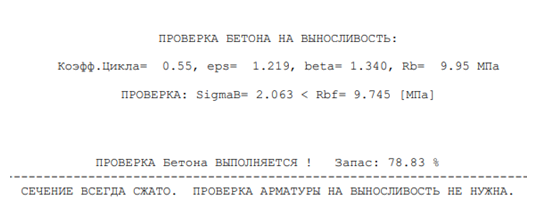 ПРОВЕРКА БЕТОНА НА ВЫНОСЛИВОСТЬ:
Коэфф.Цикла= 0.55, eps= 1.219, beta= 1.340, Rb= 9.95 МПа
ПРОВЕРКА: SigmaB= 2.063 < Rbf= 9.745 [МПа]
ПРОВЕРКА Бетона ВЫПОЛНЯЕТСЯ ! Запас: 78.83 %
СЕЧЕНИЕ ВСЕГДА СЖАТО. ПРОВЕРКА АРМАТУРЫ НА ВЫНОСЛИВОСТЬ НЕ НУЖНА.